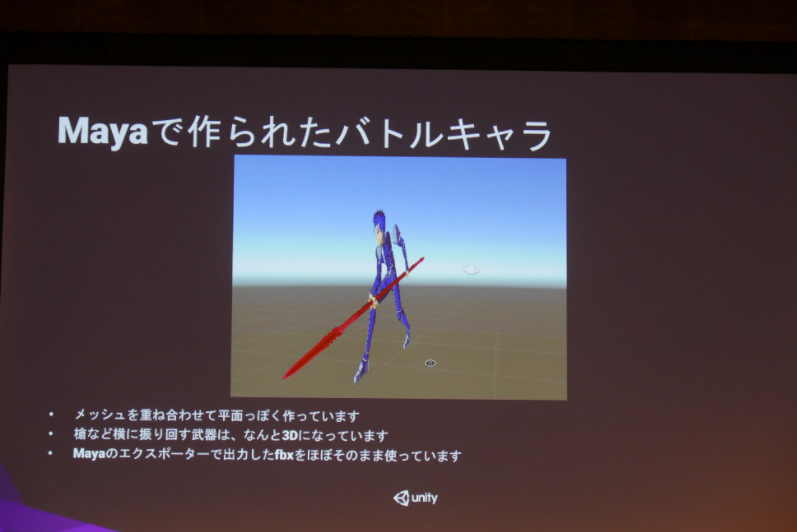 Mayaで作られたバトルキャラ
• メッシュを重ね合わせて平面っぽく作っています
• 槍など横に振り回す武器は、なんと3Dになっています
• Mayaのエクスポーターで出力したfbxをほぼそのまま使っています
unity